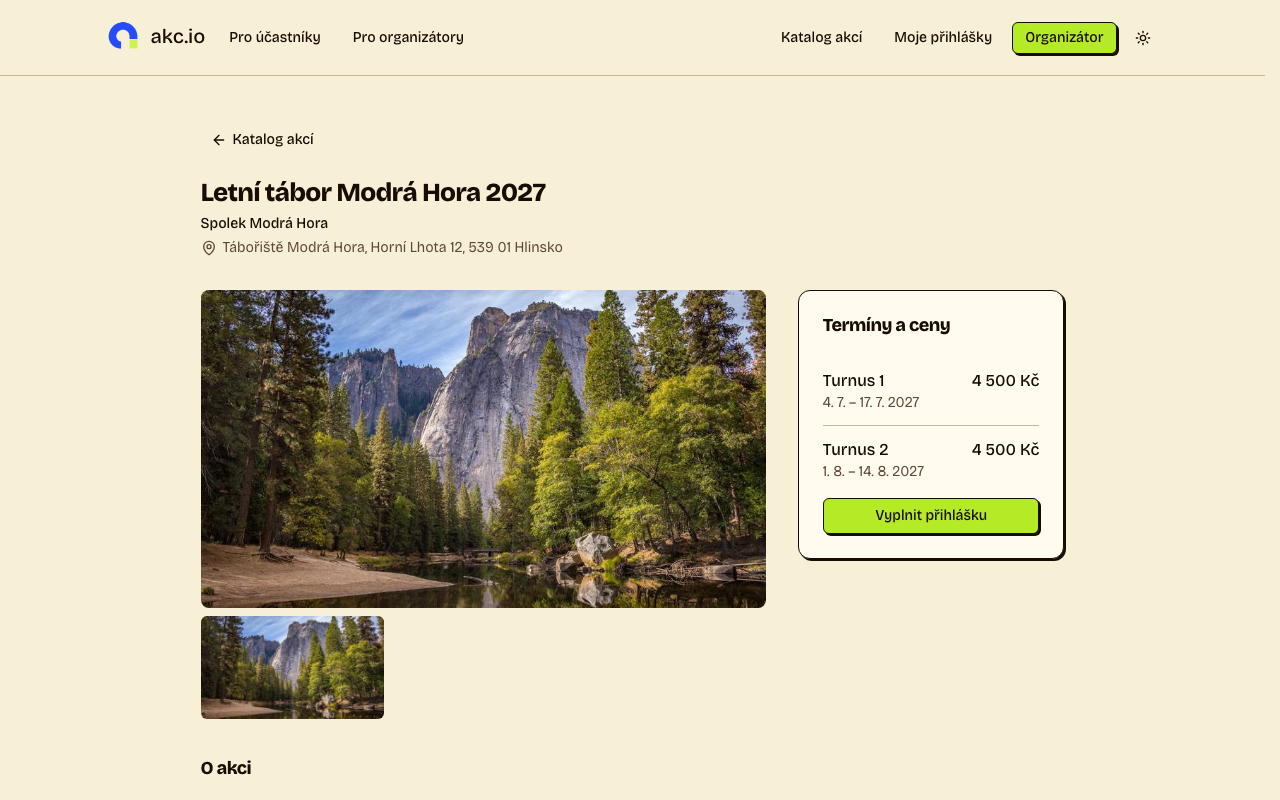 akc.io
Pro účastníky
Pro organizátory
Katalog akcí
Moje přihlášky
Organizátor
Katalog akcí
Letní tábor Modrá Hora 2027
Spolek Modrá Hora
Tábořiště Modrá Hora, Horní Lhota 12, 539 01 Hlinsko
Termíny a ceny
Turnus 1 4 500 Kč
4. 7. – 17. 7. 2027
Turnus 2 4 500 Kč
1. 8. – 14. 8. 2027
Vyplnit přihlášku
O akci